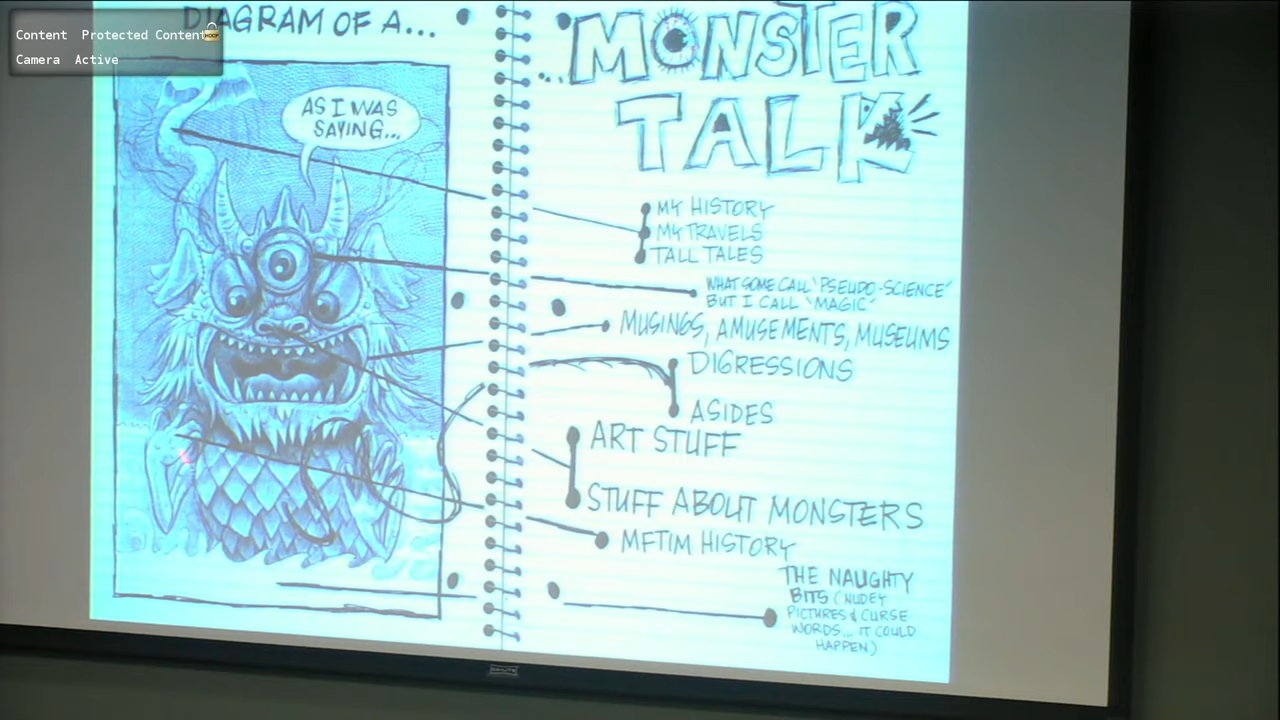 Content Protected Content
Camera Active
DIAGRAM OF A...
AS I WAS
SAYING...
...MONSTER
TALK
MY HISTORY
MY TRAVELS
TALL TALES
WHAT SOME CALL "PSEUDO-SCIENCE"
BUT I CALL "MAGIC"
MUSINGS, AMUSEMENTS, MUSEUMS
DIGRESSIONS
ASIDES
ART STUFF
STUFF ABOUT MONSTERS
MFTIM HISTORY
THE NAUGHTY
BITS (NUDEY
PICTURES & CURSE
WORDS... IT COULD
HAPPEN)